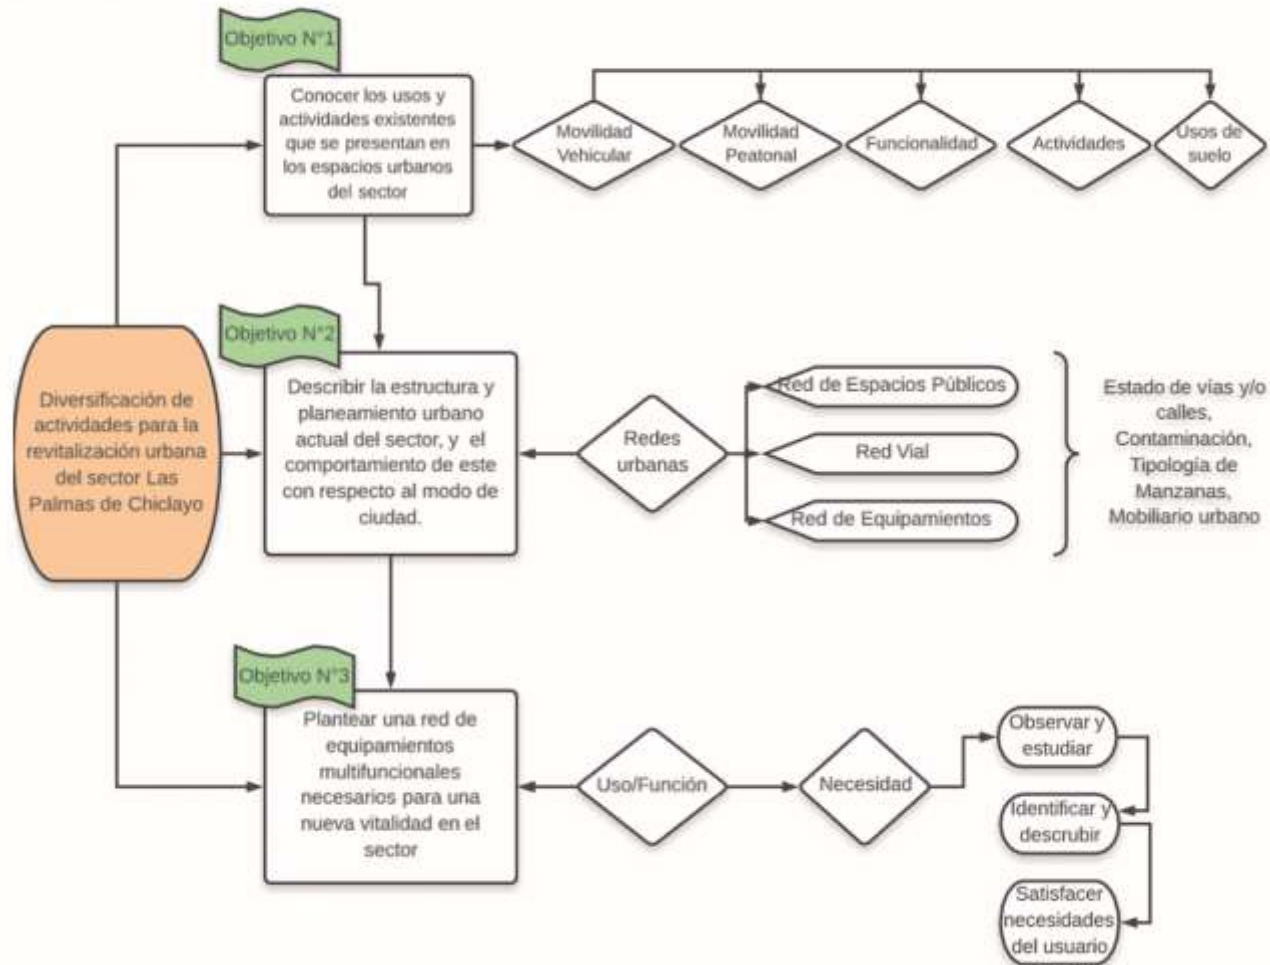 Objetivo N°1
Conocer los usos y
actividades existentes
que se presentan en
los espacios urbanos
del sector
Movilidad
Vehicular
Movilidad
Peatonal
Funcionalidad
Actividades
Usos de
suelo
Diversificación de
actividades para la
revitalización urbana
del sector Las
Palmas de Chiclayo
Objetivo N°2
Describir la estructura y
planeamiento urbano
actual del sector, y el
comportamiento de este
con respecto al modo de
ciudad.
Redes
urbanas
Red de Espacios Públicos
Red Vial
Red de Equipamientos
Estado de vías y/o
calles,
Contaminación,
Tipología de
Manzanas,
Mobiliario urbano
Objetivo N°3
Plantear una red de
equipamientos
multifuncionales
necesarios para una
nueva vitalidad en el
sector
Uso/Función
Necesidad
Observar y
estudiar
Identificar y
descrubir
Satisfacer
necesidades
del usuario